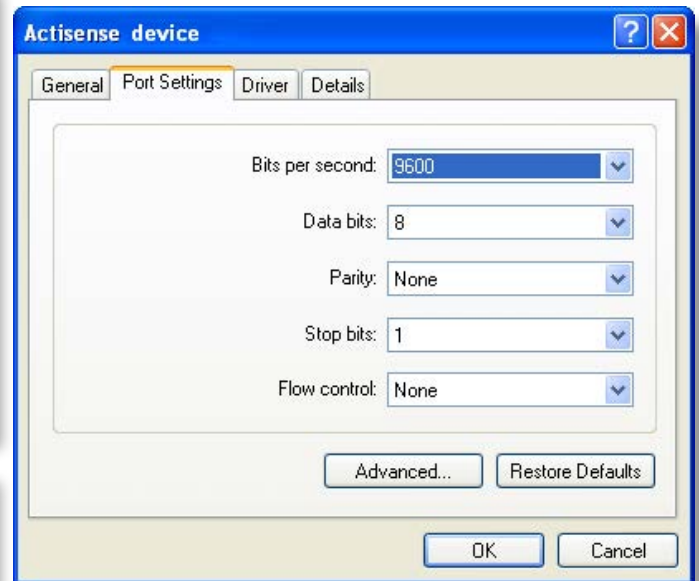 Actisense device
General Port Settings Driver Details
Bits per second: 9600
Data bits: 8
Parity: None
Stop bits: 1
Flow control: None
Advanced... Restore Defaults
OK Cancel